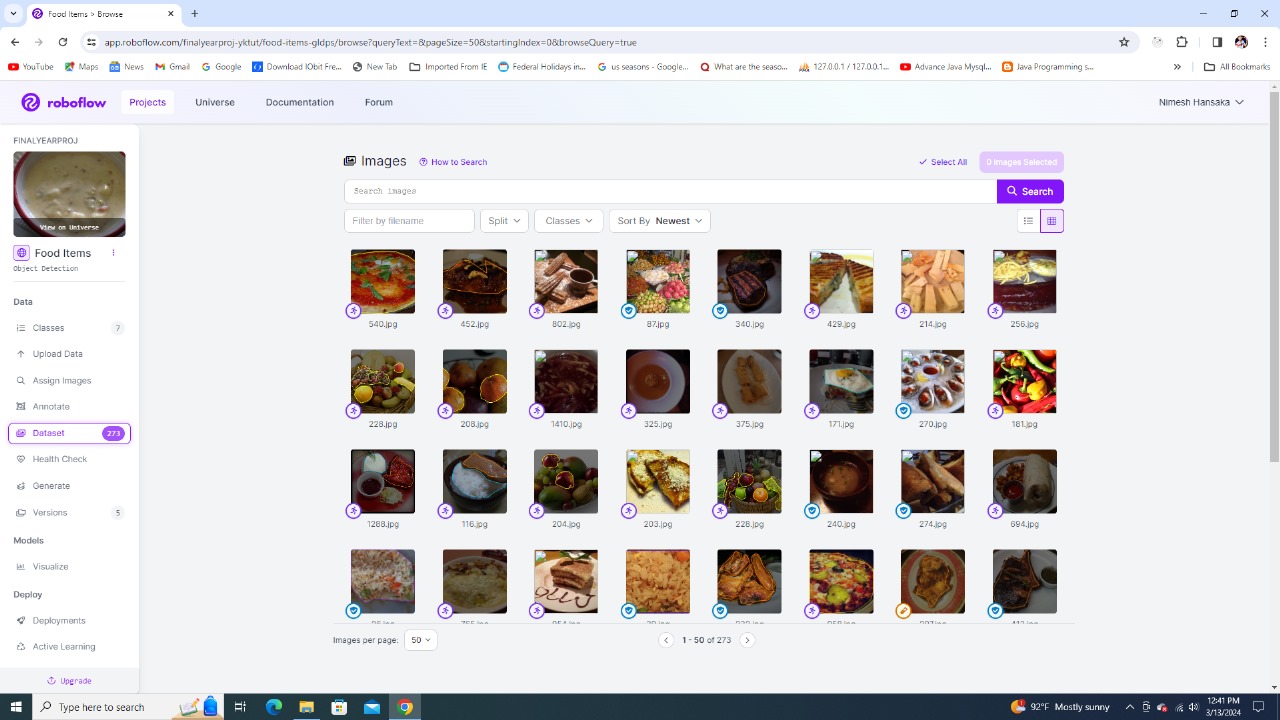 Food Items > Browse
app.roboflow.com/finalyearproj-yktut/food-items-gldps/browse?queryText=&pageSize=50&startingIndex=0&browseQuery=true
YouTube Maps News Gmail Google Download IObit Fre... New Tab Imported From IE Federal Holidays in... us seasons - Google... What are the seaso... 127.0.0.1 / 127.0.0.1... Advance Java Mysql... Java Programming s... » All Bookmarks
roboflow Projects Universe Documentation Forum Nimesh Hansaka
FINALYEARPROJ
View on Universe
Food Items
Object Detection
Data
Classes 7
Upload Data
Assign Images
Annotate
Dataset 273
Health Check
Generate
Versions 5
Models
Visualize
Deploy
Deployments
Active Learning
Upgrade
Images How to Search Select All 0 Images Selected
Search images Search
Filter by filename Split Classes Sort By Newest
540.jpg 452.jpg 802.jpg 87.jpg 340.jpg 429.jpg 214.jpg 256.jpg
228.jpg 208.jpg 1410.jpg 325.jpg 375.jpg 171.jpg 270.jpg 181.jpg
1268.jpg 116.jpg 204.jpg 203.jpg 228.jpg 240.jpg 274.jpg 694.jpg
Images per page: 50 1 - 50 of 273
Type here to search 92°F Mostly sunny 12:41 PM
3/13/2024